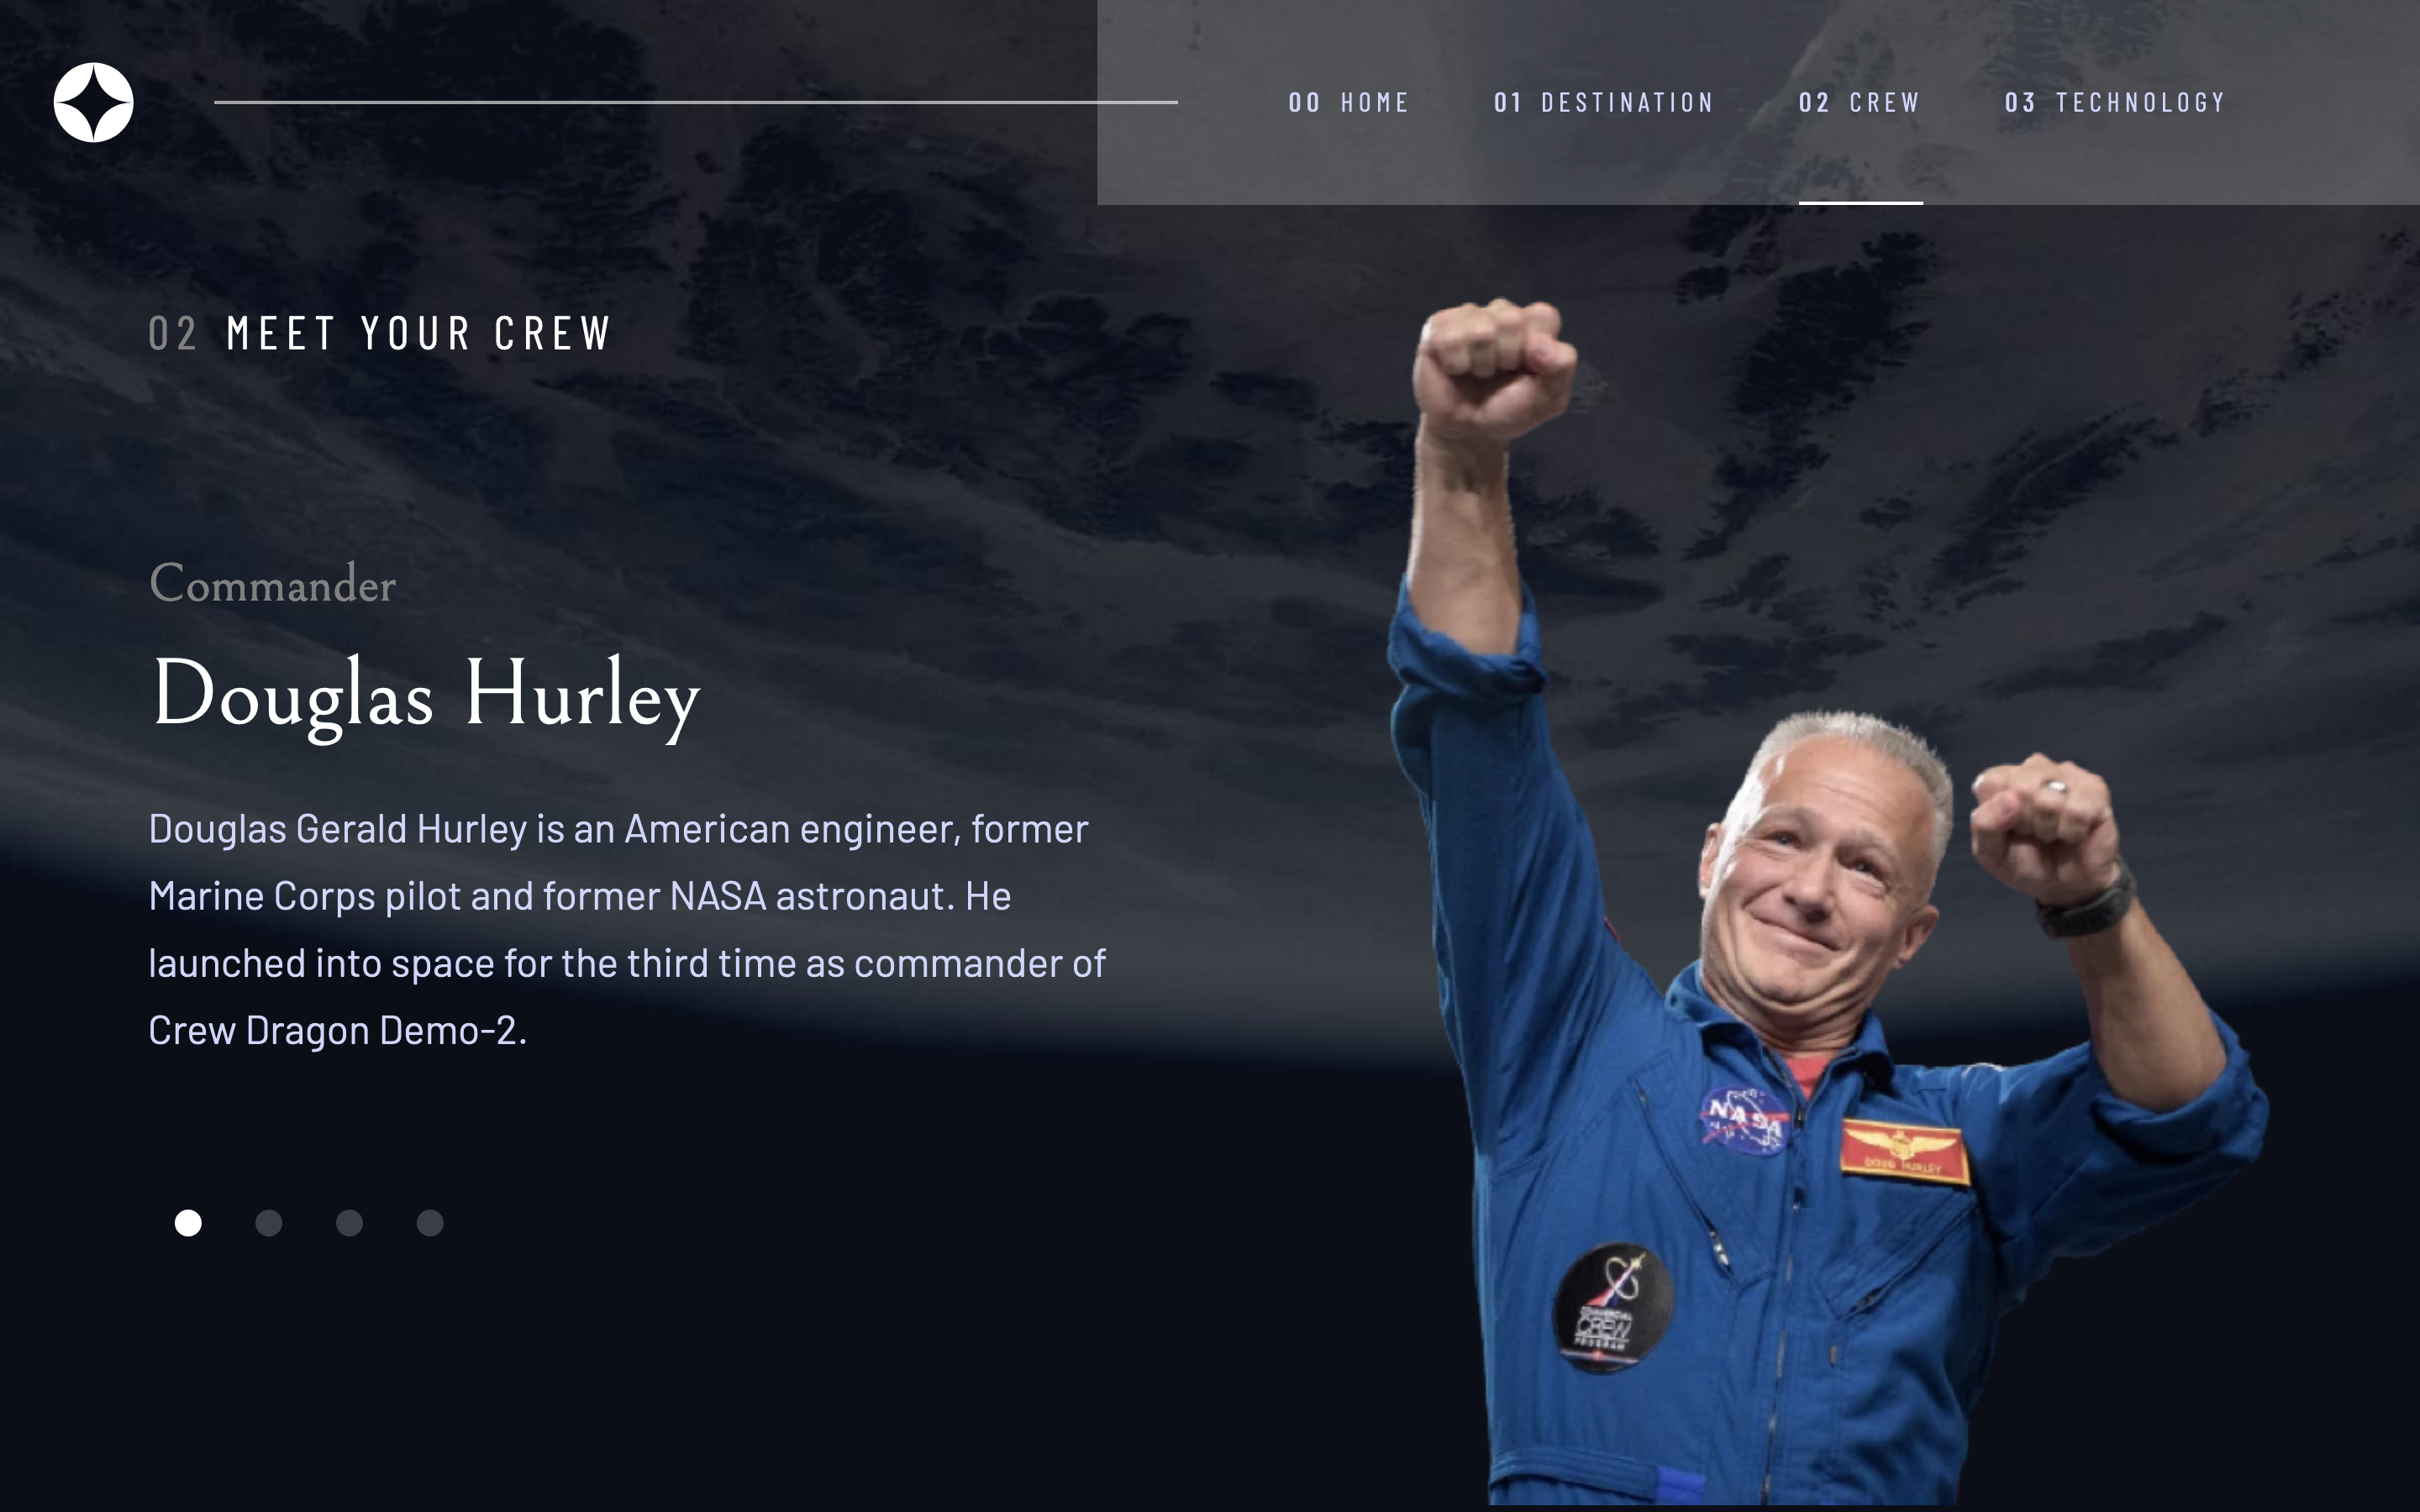 00 HOME 01 DESTINATION 02 CREW 03 TECHNOLOGY
02 MEET YOUR CREW
Commander
Douglas Hurley
Douglas Gerald Hurley is an American engineer, former
Marine Corps pilot and former NASA astronaut. He
launched into space for the third time as commander of
Crew Dragon Demo-2.
NASA
DOUG HURLEY
COMMERCIAL
CREW
PROGRAM